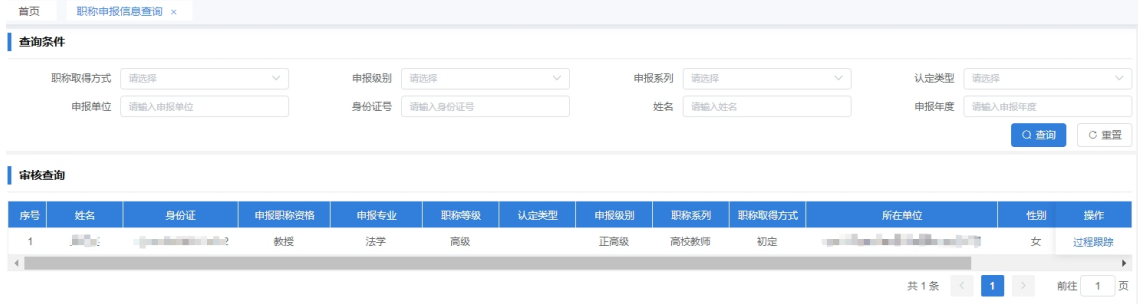 首页 职称申报信息查询 ×
查询条件
职称取得方式 请选择 申报级别 请选择 申报系列 请选择 认定类型 请选择
申报单位 请输入申报单位 身份证号 请输入身份证号 姓名 请输入姓名 申报年度 请输入申报年度
查询 重置
审核查询
序号 姓名 身份证 申报职称资格 申报专业 职称等级 认定类型 申报级别 职称系列 职称取得方式 所在单位 性别 操作
1 教授 法学 高级 正高级 高校教师 初定 女 过程跟踪
共 1 条 1 前往 1 页